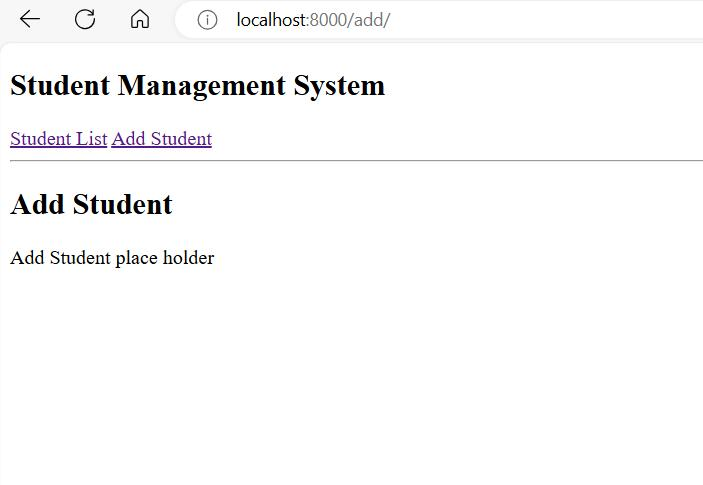 localhost:8000/add/
Student Management System
Student List Add Student
Add Student
Add Student place holder